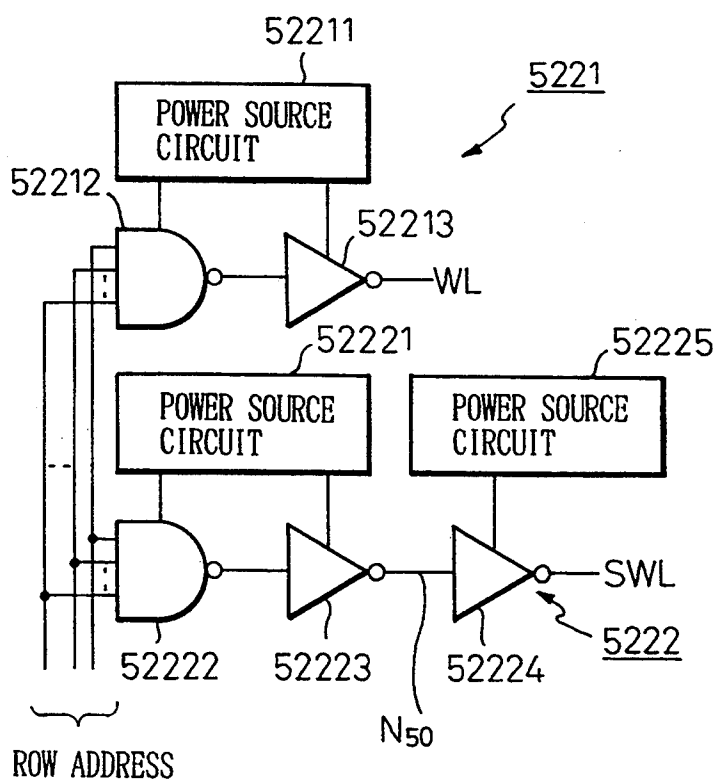 52211
5221
POWER SOURCE
CIRCUIT
52212
52213
WL
52221
52225
POWER SOURCE
CIRCUIT
POWER SOURCE
CIRCUIT
SWL
52222
52223
52224
5222
N50
ROW ADDRESS